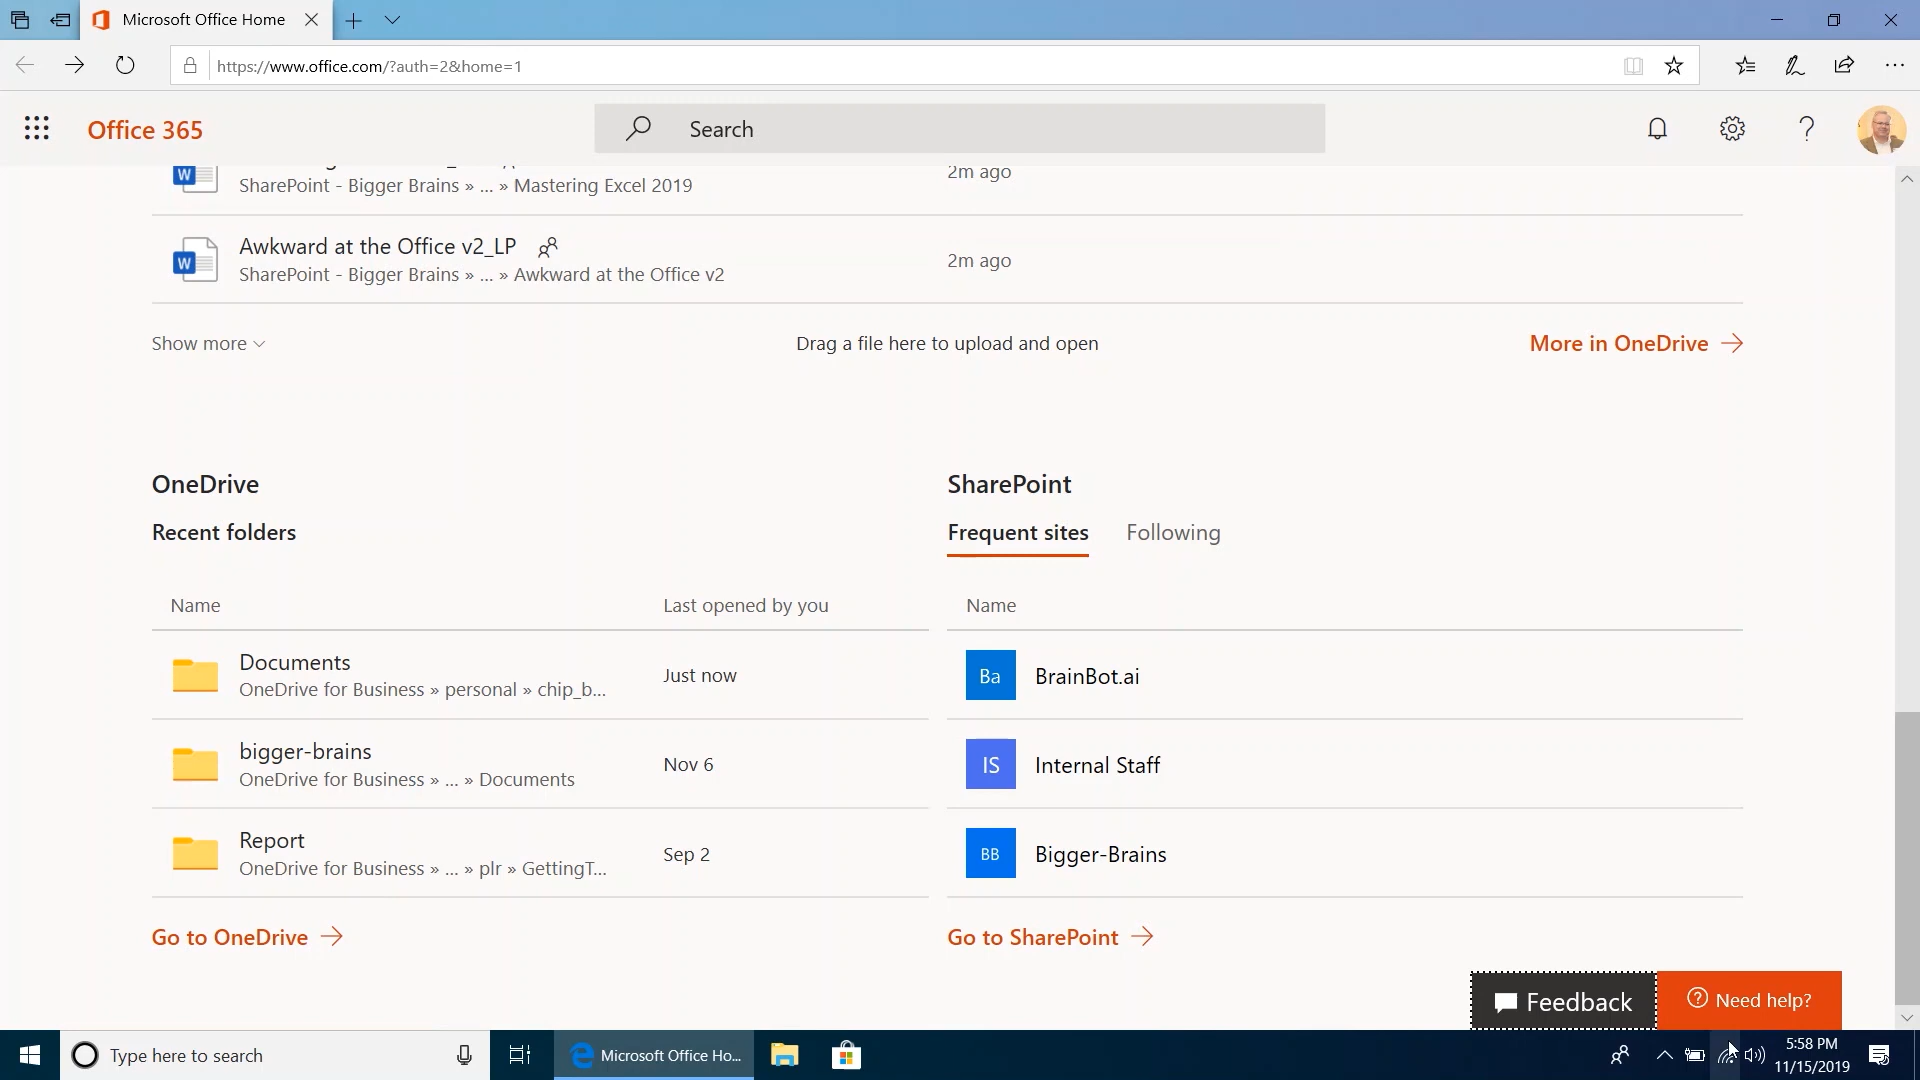 Microsoft Office Home
https://www.office.com/?auth=2&home=1
Office 365
Search
W
SharePoint - Bigger Brains » ... » Mastering Excel 2019
2m ago
W
Awkward at the Office v2_LP
2m ago
SharePoint - Bigger Brains » ... » Awkward at the Office v2
Show more
Drag a file here to upload and open
More in OneDrive
OneDrive
SharePoint
Recent folders
Frequent sites
Following
Name
Last opened by you
Name
Documents
OneDrive for Business » personal » chip_b...
Just now
Ba
BrainBot.ai
bigger-brains
OneDrive for Business » ... » Documents
Nov 6
IS
Internal Staff
Report
OneDrive for Business » ... » plr » GettingT...
Sep 2
BB
Bigger-Brains
Go to OneDrive
Go to SharePoint
Feedback
Need help?
Type here to search
Microsoft Office Ho...
5:58 PM
11/15/2019